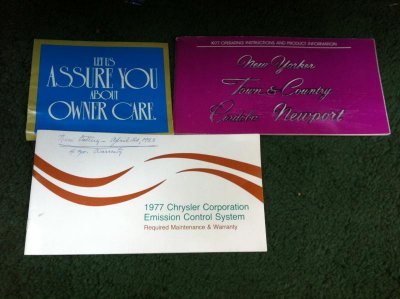 LET US
ASSURE YOU
ABOUT
OWNER CARE.
1977 OPERATING INSTRUCTIONS AND PRODUCT INFORMATION
New Yorker
Town & Country
Cordoba Newport
1977 Chrysler Corporation
Emission Control System
Required Maintenance & Warranty